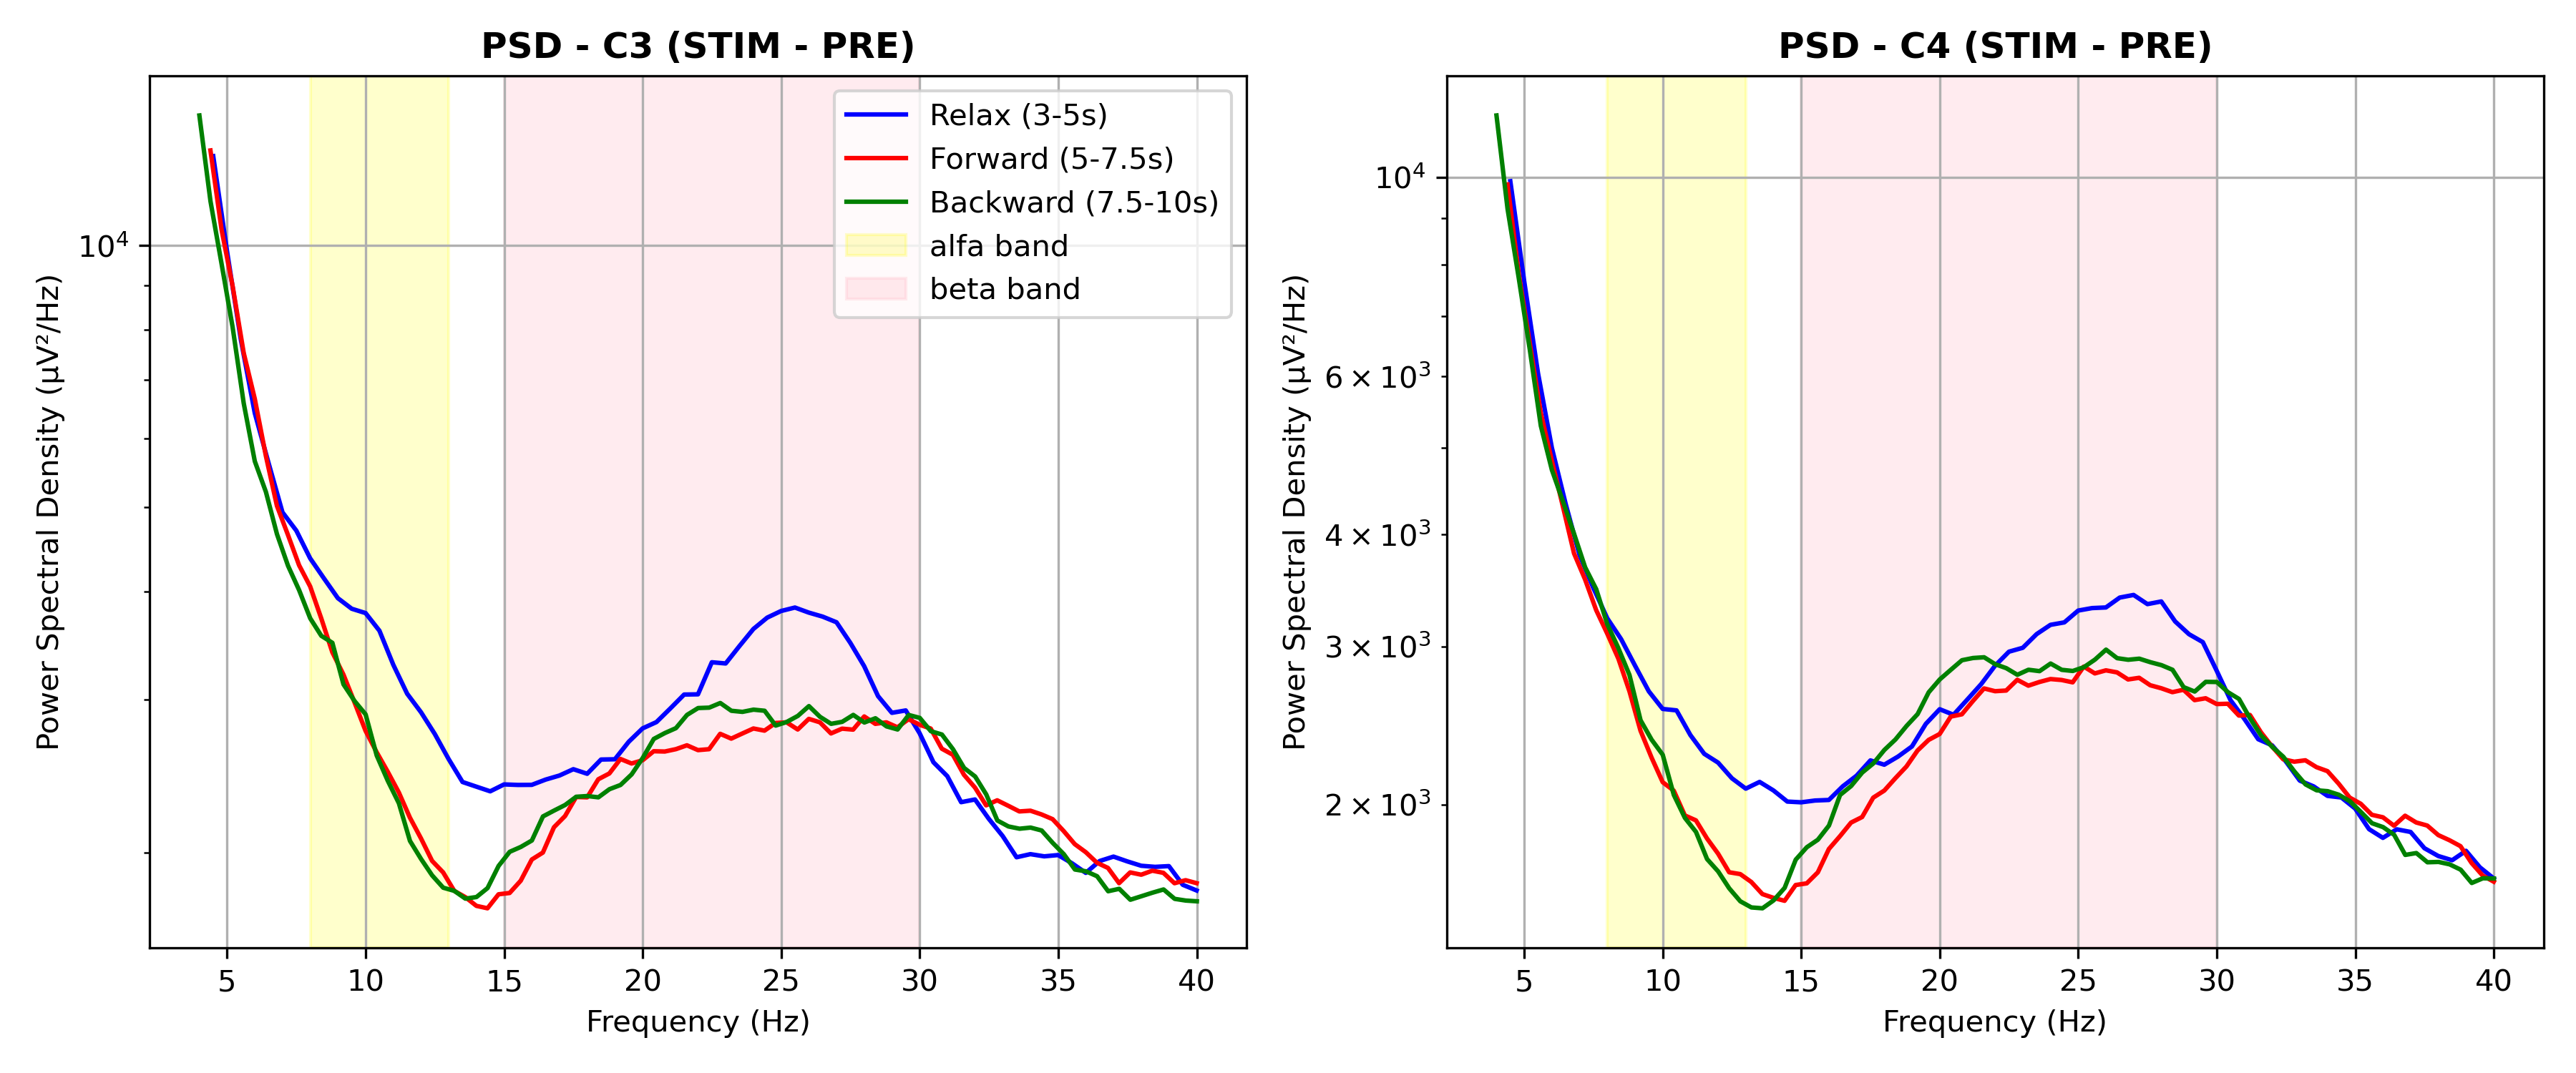 PSD - C3 (STIM - PRE)
Power Spectral Density (µV²/Hz)
10⁴
Relax (3-5s)
Forward (5-7.5s)
Backward (7.5-10s)
alfa band
beta band
5 10 15 20 25 30 35 40
Frequency (Hz)
PSD - C4 (STIM - PRE)
Power Spectral Density (µV²/Hz)
10⁴
6 × 10³
4 × 10³
3 × 10³
2 × 10³
5 10 15 20 25 30 35 40
Frequency (Hz)